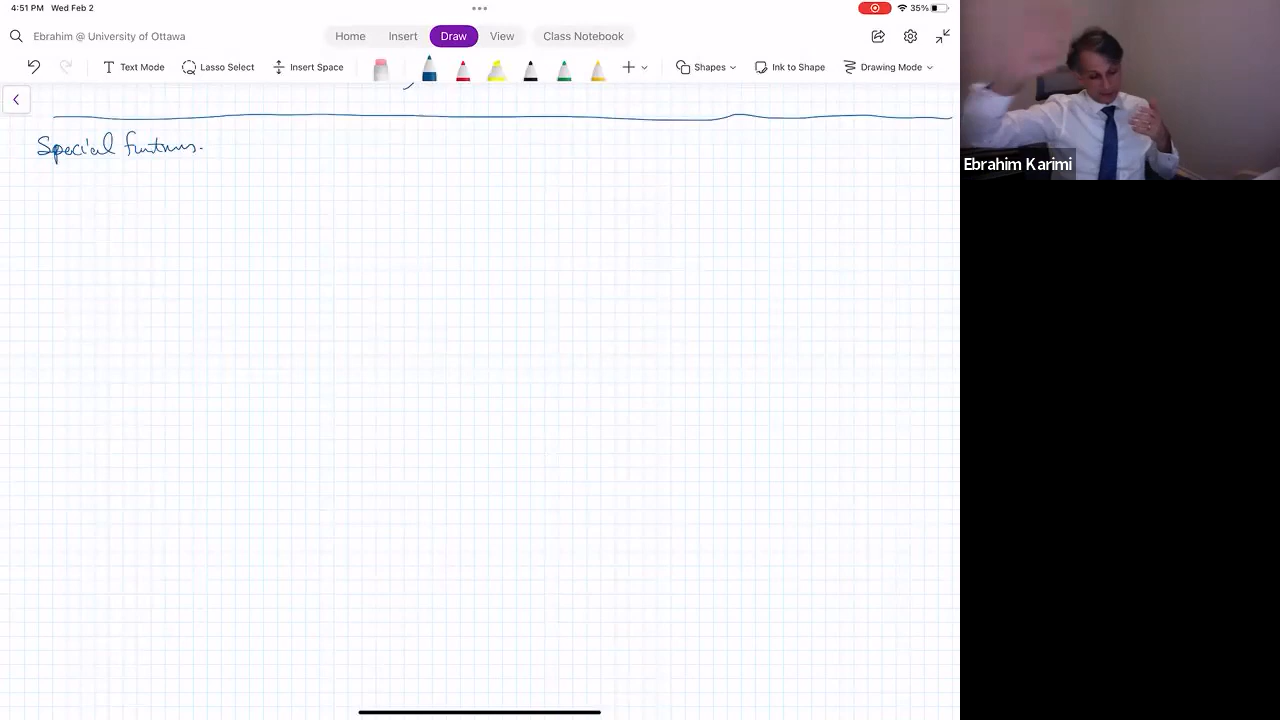 4:51 PM Wed Feb 2
35%
Ebrahim @ University of Ottawa
Home Insert Draw View Class Notebook
Text Mode Lasso Select Insert Space Shapes Ink to Shape Drawing Mode
Special functions.
Ebrahim Karimi